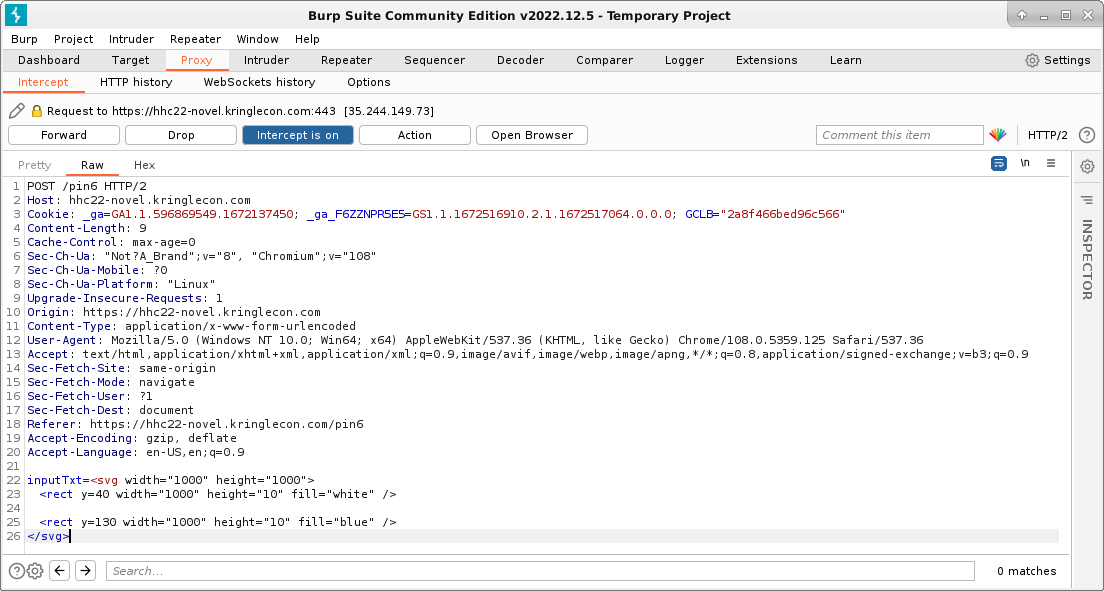 Burp Suite Community Edition v2022.12.5 - Temporary Project
Burp Project Intruder Repeater Window Help
Dashboard Target Proxy Intruder Repeater Sequencer Decoder Comparer Logger Extensions Learn Settings
Intercept HTTP history WebSockets history Options
Request to https://hhc22-novel.kringlecon.com:443 [35.244.149.73]
Forward Drop Intercept is on Action Open Browser Comment this item HTTP/2 ?
Pretty Raw Hex \n
1 POST /pin6 HTTP/2
2 Host: hhc22-novel.kringlecon.com
3 Cookie: _ga=GA1.1.596869549.1672137450; _ga_F6ZZNPR5E5=GS1.1.1672516910.2.1.1672517064.0.0.0; GCLB="2a8f466bed96c566"
4 Content-Length: 9
5 Cache-Control: max-age=0
6 Sec-Ch-Ua: "Not?A_Brand";v="8", "Chromium";v="108"
7 Sec-Ch-Ua-Mobile: ?0
8 Sec-Ch-Ua-Platform: "Linux"
9 Upgrade-Insecure-Requests: 1
10 Origin: https://hhc22-novel.kringlecon.com
11 Content-Type: application/x-www-form-urlencoded
12 User-Agent: Mozilla/5.0 (Windows NT 10.0; Win64; x64) AppleWebKit/537.36 (KHTML, like Gecko) Chrome/108.0.5359.125 Safari/537.36
13 Accept: text/html,application/xhtml+xml,application/xml;q=0.9,image/avif,image/webp,image/apng,*/*;q=0.8,application/signed-exchange;v=b3;q=0.9
14 Sec-Fetch-Site: same-origin
15 Sec-Fetch-Mode: navigate
16 Sec-Fetch-User: ?1
17 Sec-Fetch-Dest: document
18 Referer: https://hhc22-novel.kringlecon.com/pin6
19 Accept-Encoding: gzip, deflate
20 Accept-Language: en-US,en;q=0.9
21
22 inputTxt=<svg width="1000" height="1000">
23 <rect y=40 width="1000" height="10" fill="white" />
24
25 <rect y=130 width="1000" height="10" fill="blue" />
26 </svg>
INSPECTOR
? Search... 0 matches